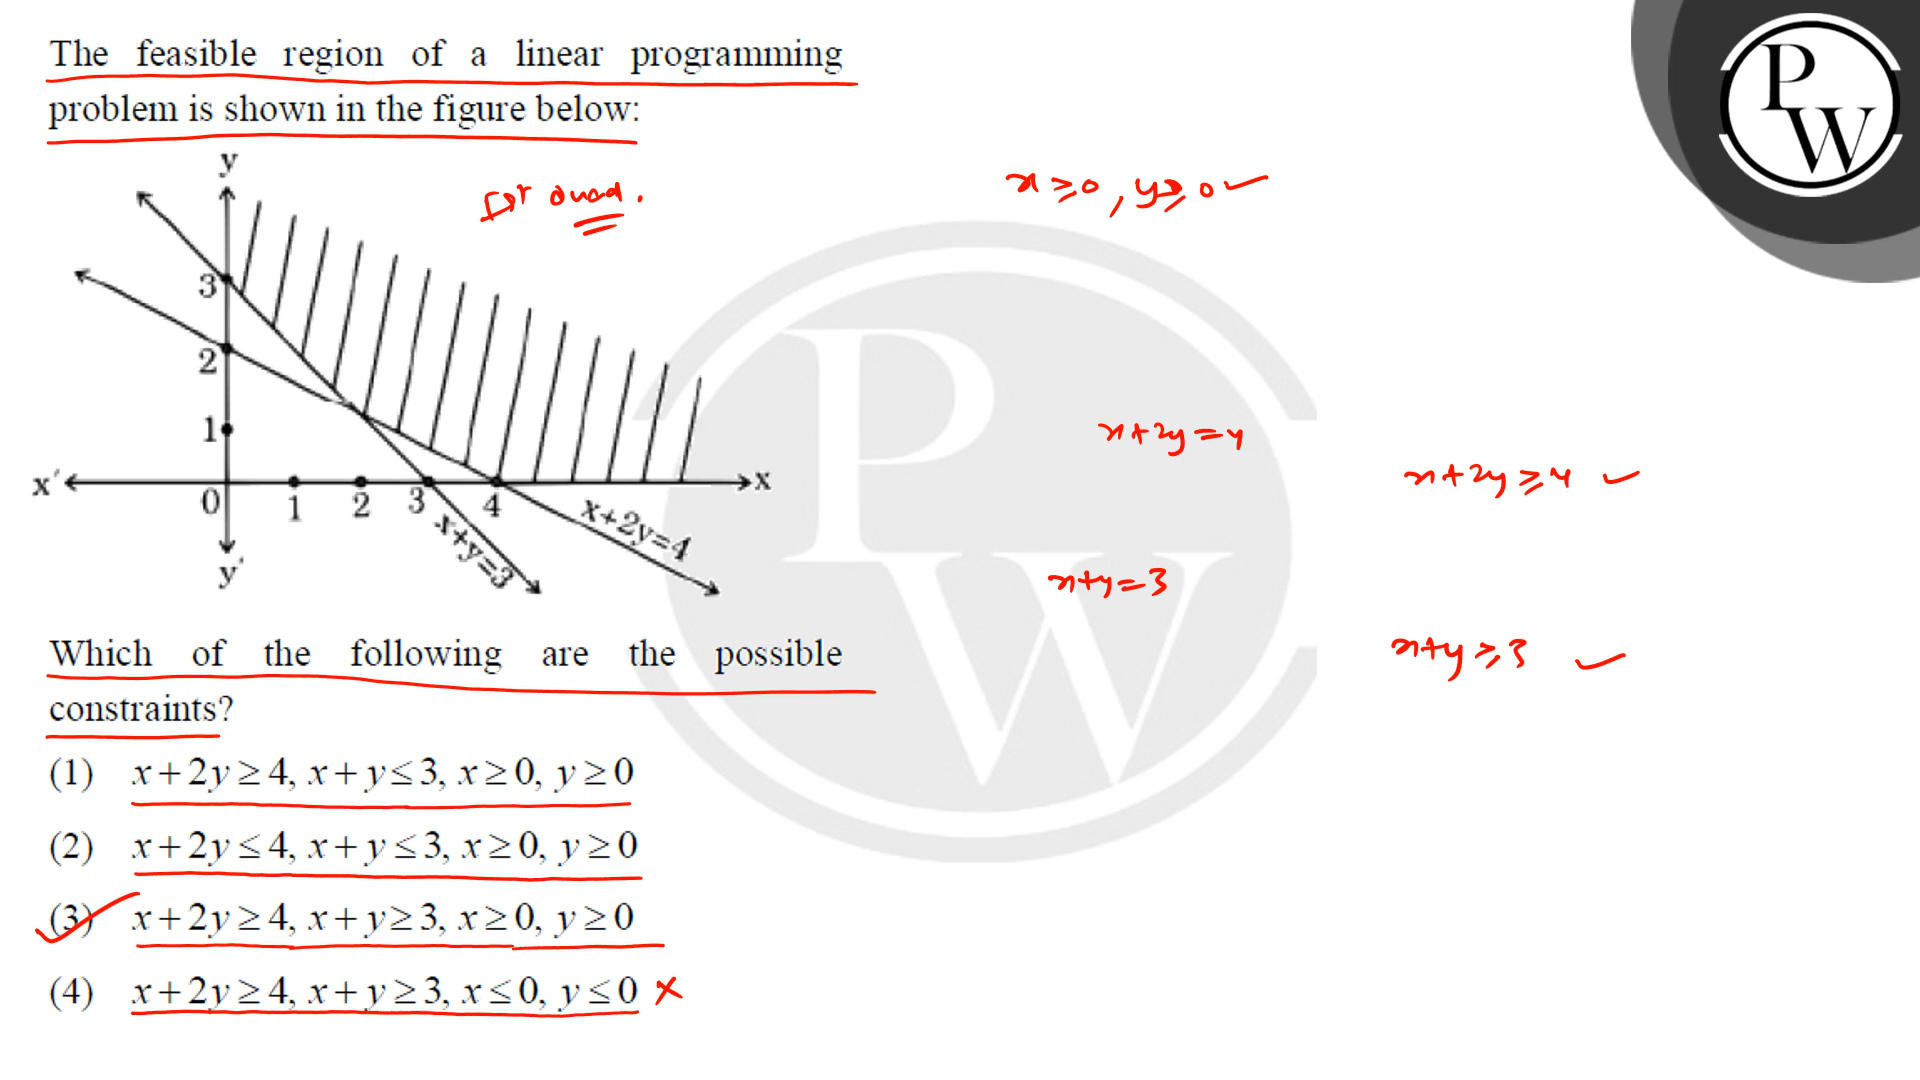 The feasible region of a linear programming
problem is shown in the figure below:
y
Ist Quad.
x ≥ 0, y ≥ 0 ✓
3
2
1
x′
0
1
2
3
4
x
y′
x+y=3
x+2y=4
x+2y=4
x+2y≥4 ✓
x+y=3
x+y≥3 ✓
Which of the following are the possible
constraints?
(1) x+2y≥4, x+y≤3, x≥0, y≥0
(2) x+2y≤4, x+y≤3, x≥0, y≥0
(3) x+2y≥4, x+y≥3, x≥0, y≥0
(4) x+2y≥4, x+y≥3, x≤0, y≤0 ✗
P
W
P
W